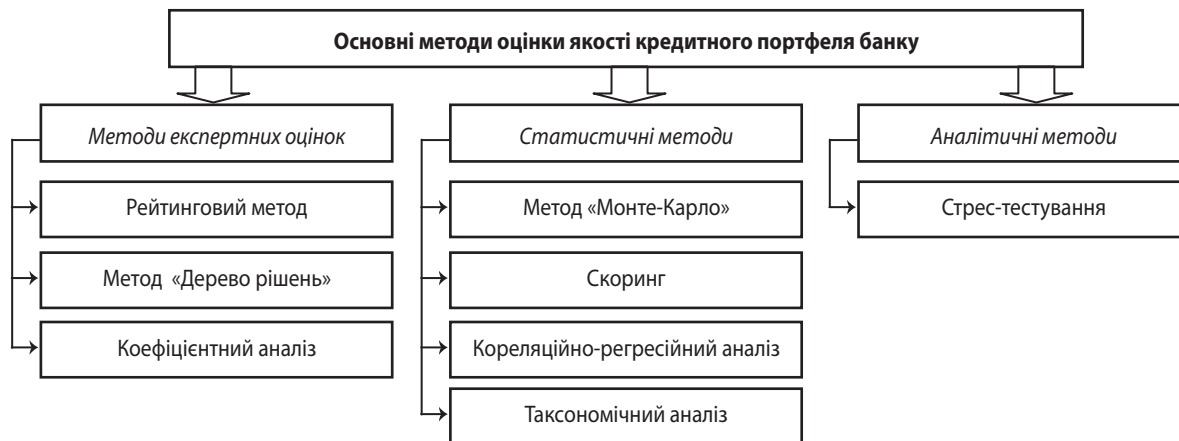 Основні методи оцінки якості кредитного портфеля банку
Методи експертних оцінок
Рейтинговий метод
Метод «Дерево рішень»
Коефіцієнтний аналіз
Статистичні методи
Метод «Монте-Карло»
Скоринг
Кореляційно-регресійний аналіз
Таксономічний аналіз
Аналітичні методи
Стрес-тестування